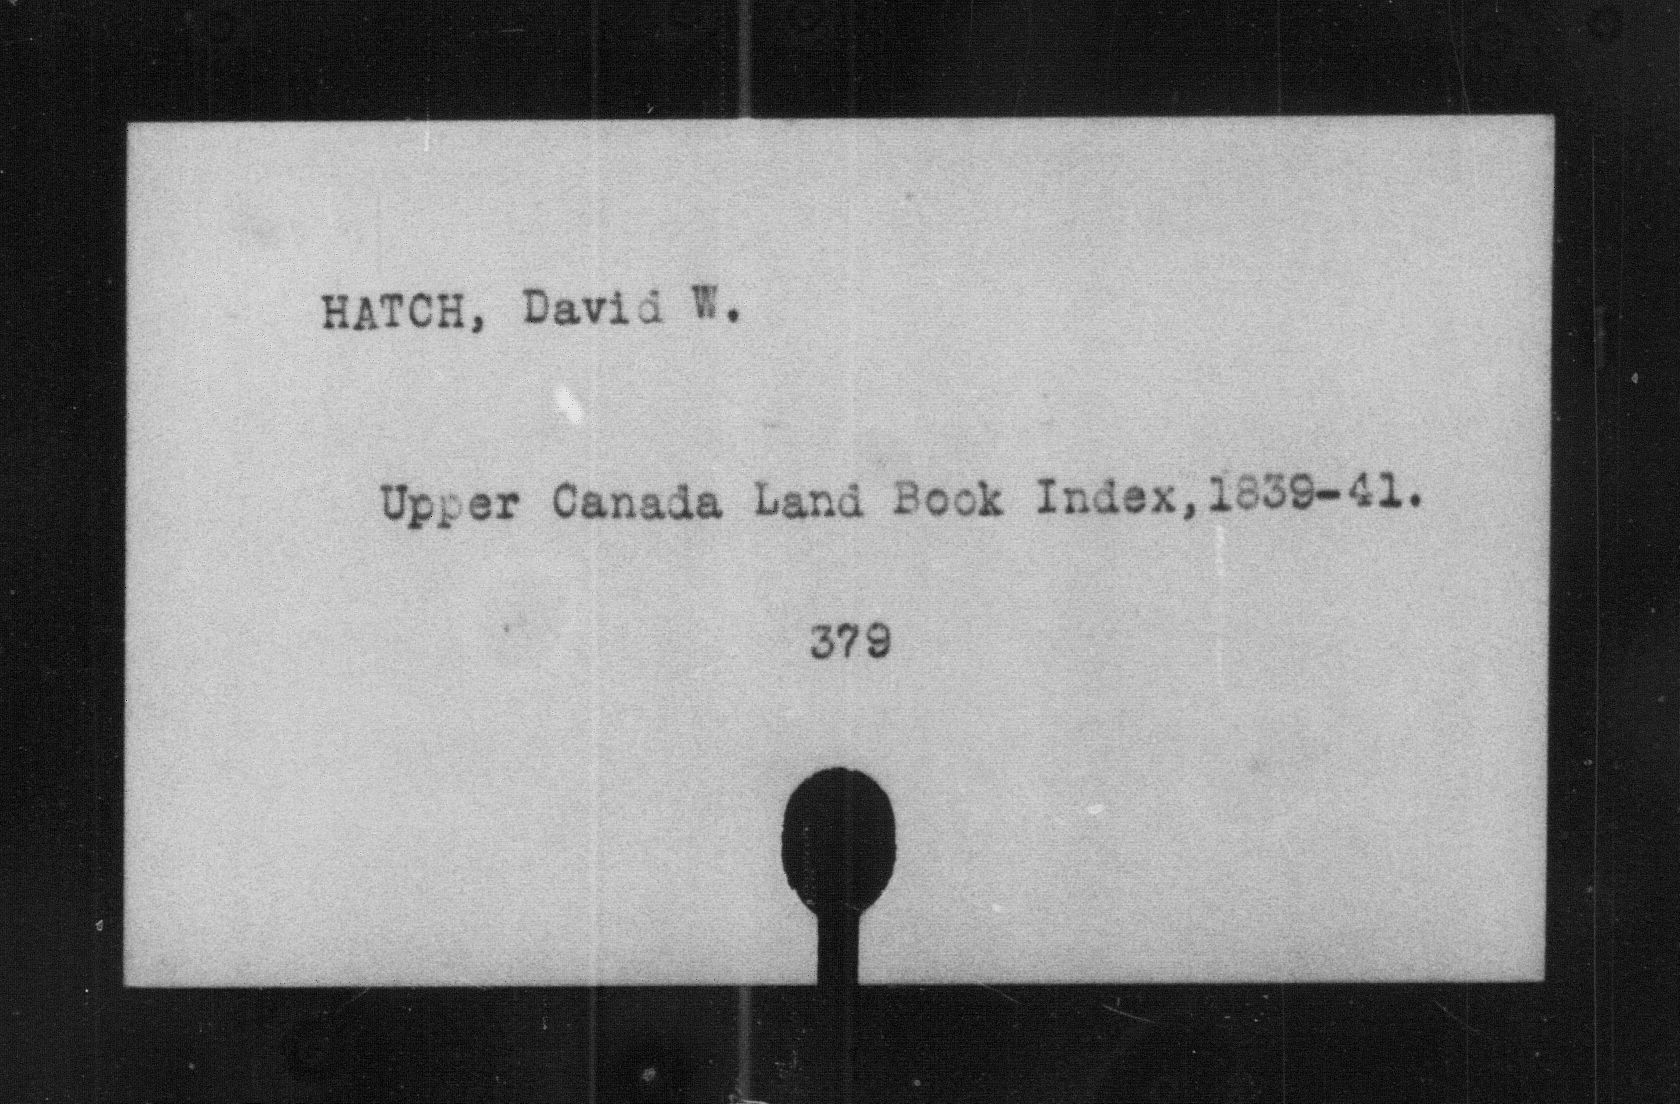 HATCH, David W.
Upper Canada Land Book Index,1839-41.
379